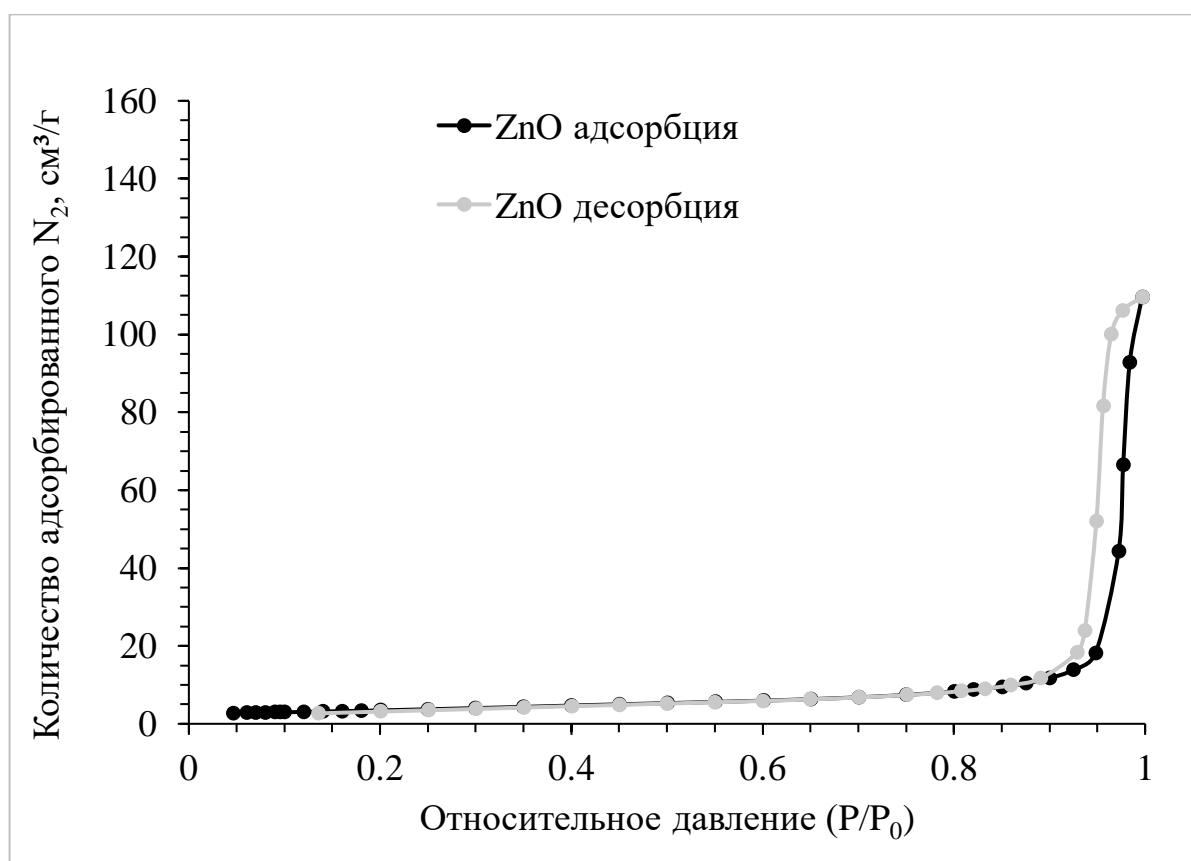 Количество адсорбированного N₂, см³/г
160
140
120
100
80
60
40
20
0
ZnO адсорбция
ZnO десорбция
0 0.2 0.4 0.6 0.8 1
Относительное давление (P/P₀)